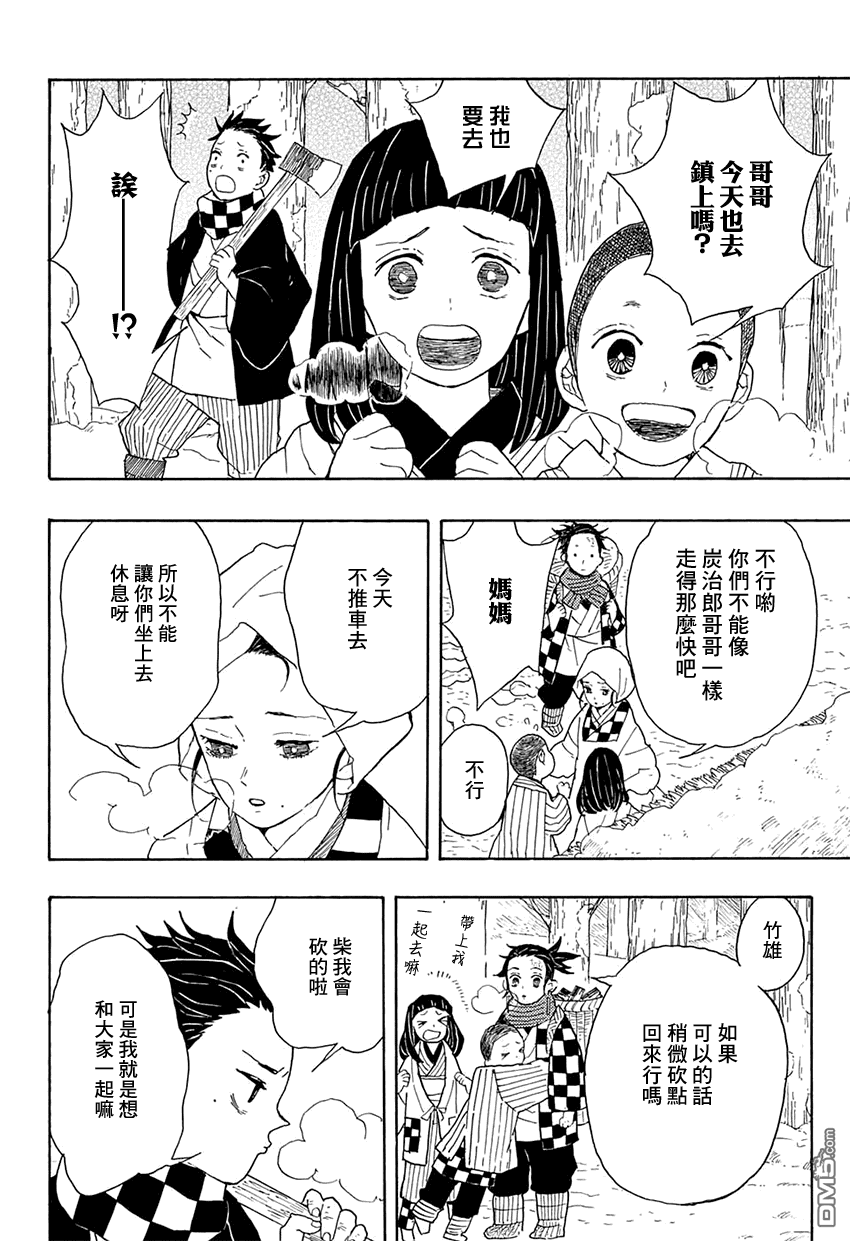 哥哥
今天也去
鎮上嗎？
我也
要去
誒——!?
不行喲
你們不能像
炭治郎哥哥一樣
走得那麼快吧
媽媽
不行
今天
不推車去
所以不能
讓你們坐上去
休息呀
竹雄
如果
可以的話
稍微砍點
回來行嗎
帶上我
一起去嘛
柴我會
砍的啦
可是我就是想
和大家一起嘛
DM5.com